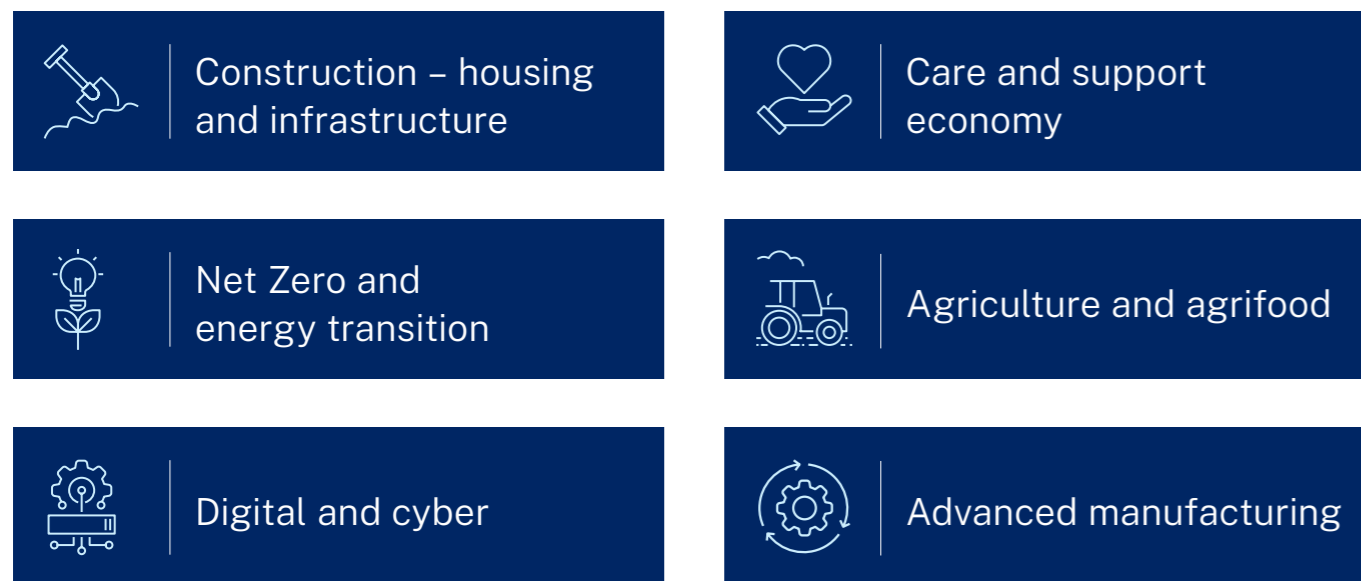 Construction – housing
and infrastructure
Care and support
economy
Net Zero and
energy transition
Agriculture and agrifood
Digital and cyber
Advanced manufacturing